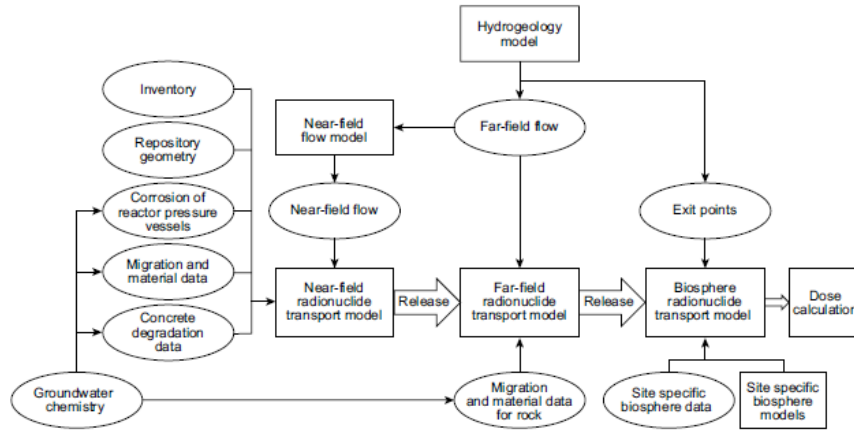 Hydrogeology
model
Inventory
Near-field
flow model
Far-field flow
Repository
geometry
Corrosion of
reactor pressure
vessels
Near-field flow
Exit points
Migration and
material data
Near-field
radionuclide
transport model
Release
Far-field
radionuclide
transport model
Release
Biosphere
radionuclide
transport model
Dose
calculation
Concrete
degradation
data
Groundwater
chemistry
Migration
and material data
for rock
Site specific
biosphere data
Site specific
biosphere
models